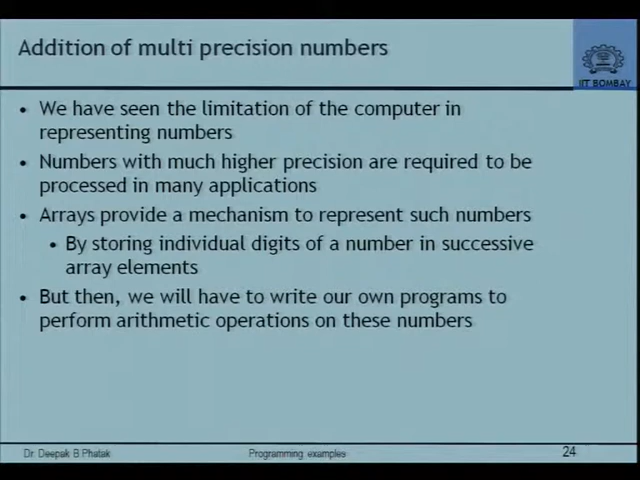 Addition of multi precision numbers
IIT BOMBAY
• We have seen the limitation of the computer in
representing numbers
• Numbers with much higher precision are required to be
processed in many applications
• Arrays provide a mechanism to represent such numbers
• By storing individual digits of a number in successive
array elements
• But then, we will have to write our own programs to
perform arithmetic operations on these numbers
Dr. Deepak B Phatak
Programming examples
24